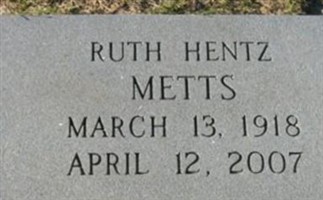 RUTH HENTZ
METTS
MARCH 13, 1918
APRIL 12, 2007